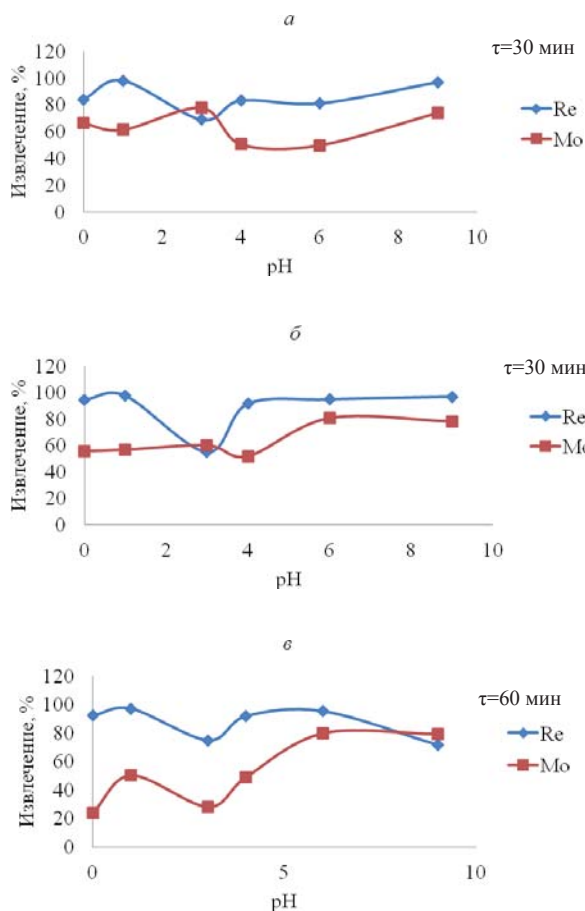 а
τ=30 мин
Извлечение, %
120
100
80
60
40
20
0
0 2 4 6 8 10
pH
Re
Mo
б
τ=30 мин
Извлечение, %
120
100
80
60
40
20
0
0 2 4 6 8 10
pH
Re
Mo
в
τ=60 мин
Извлечение, %
120
100
80
60
40
20
0
0 5 10
pH
Re
Mo